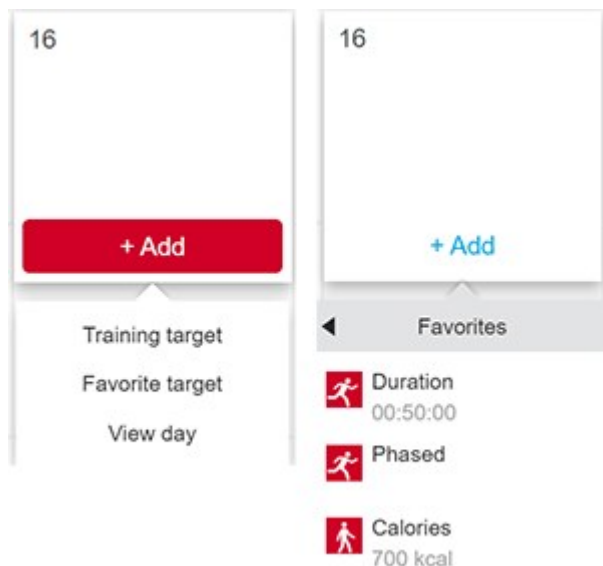 16
+ Add
Training target
Favorite target
View day
16
+ Add
Favorites
Duration
00:50:00
Phased
Calories
700 kcal